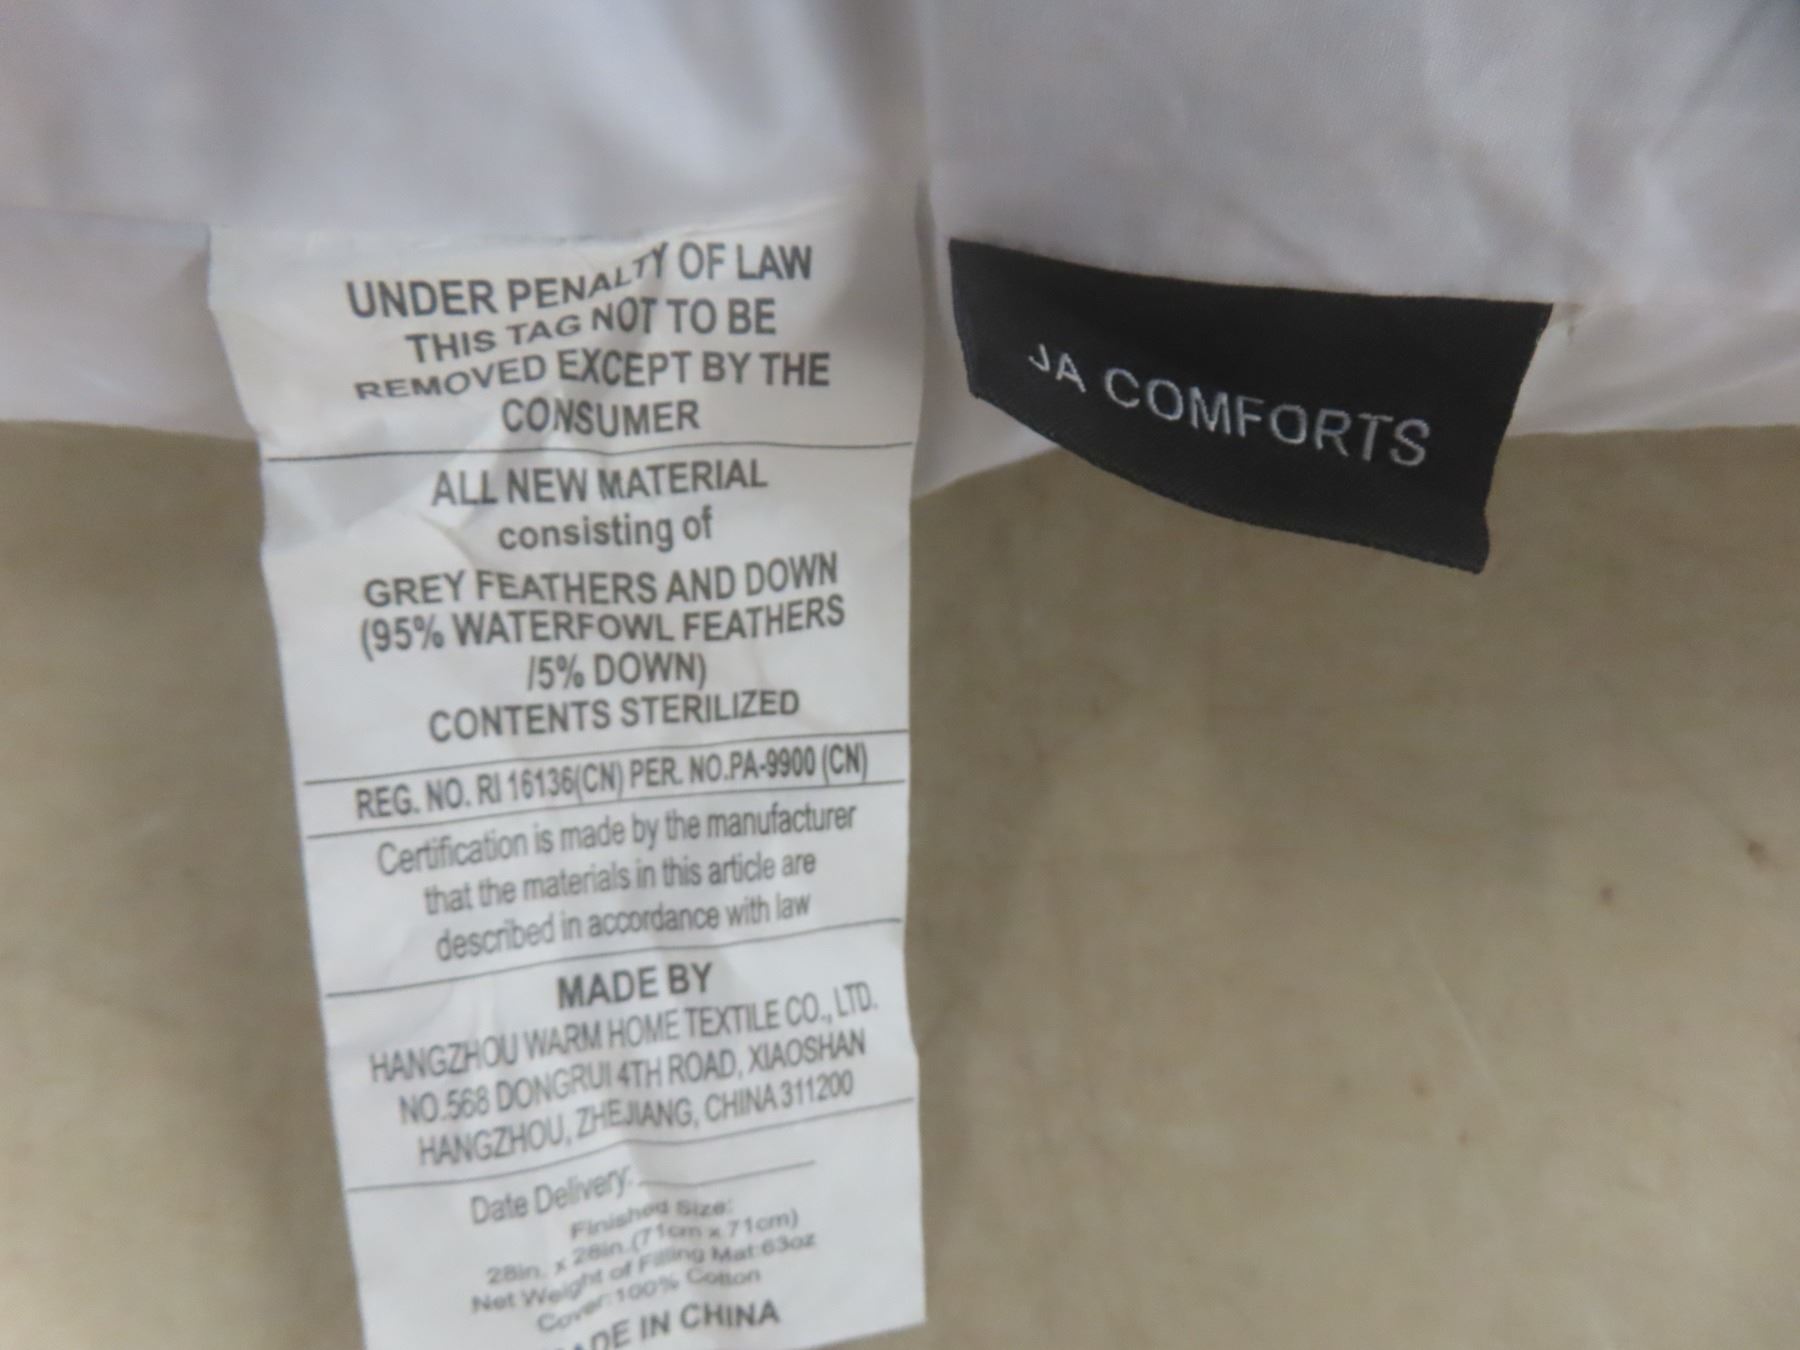 UNDER PENALTY OF LAW
THIS TAG NOT TO BE
REMOVED EXCEPT BY THE
CONSUMER
ALL NEW MATERIAL
consisting of
GREY FEATHERS AND DOWN
(95% WATERFOWL FEATHERS
/5% DOWN)
CONTENTS STERILIZED
REG. NO. RI 16136(CN) PER. NO.PA-9900 (CN)
Certification is made by the manufacturer
that the materials in this article are
described in accordance with law
MADE BY
HANGZHOU WARM HOME TEXTILE CO., LTD.
NO.568 DONGRUI 4TH ROAD, XIAOSHAN
HANGZHOU, ZHEJIANG, CHINA 311200
Date Delivery:
Finished Size:
28in. x 28in.(71cm x 71cm)
Net Weight of Filling Mat:63oz
Cover:100% Cotton
ADE IN CHINA
JA COMFORTS